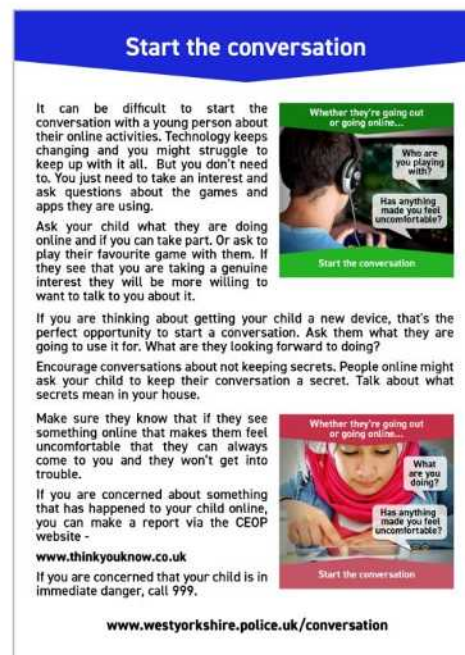 Start the conversation
It can be difficult to start the
conversation with a young person about
their online activities. Technology keeps
changing and you might struggle to
keep up with it all. But you don't need
to. You just need to take an interest and
ask questions about the games and
apps they are using.
Whether they're going out
or going online...
Who are
you playing
with?
Has anything
made you feel
uncomfortable?
Start the conversation
Ask your child what they are doing
online and if you can take part. Or ask to
play their favourite game with them. If
they see that you are taking a genuine
interest they will be more willing to
want to talk to you about it.
If you are thinking about getting your child a new device, that's the
perfect opportunity to start a conversation. Ask them what they are
going to use it for. What are they looking forward to doing?
Encourage conversations about not keeping secrets. People online might
ask your child to keep their conversation a secret. Talk about what
secrets mean in your house.
Make sure they know that if they see
something online that makes them feel
uncomfortable that they can always
come to you and they won't get into
trouble.
If you are concerned about something
that has happened to your child online,
you can make a report via the CEOP
website -
www.thinkyouknow.co.uk
If you are concerned that your child is in
immediate danger, call 999.
Whether they're going out
or going online...
What
are you
doing?
Has anything
made you feel
uncomfortable?
Start the conversation
www.westyorkshire.police.uk/conversation